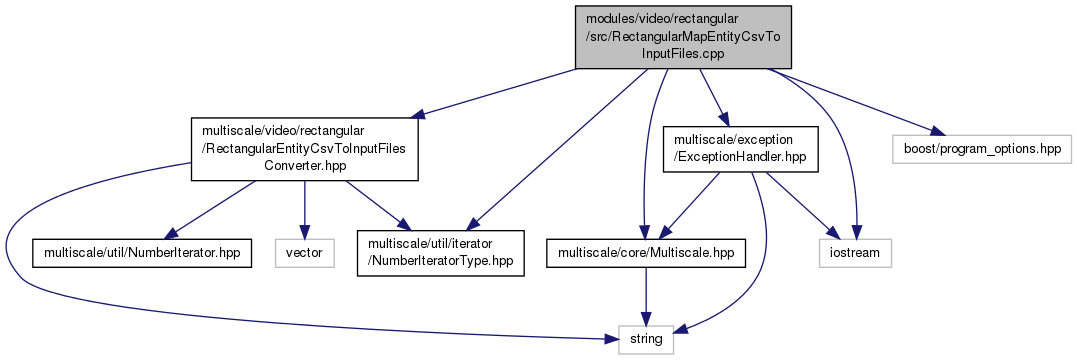 modules/video/rectangular
/src/RectangularMapEntityCsvTo
InputFiles.cpp
multiscale/video/rectangular
/RectangularEntityCsvToInputFiles
Converter.hpp
multiscale/exception
/ExceptionHandler.hpp
boost/program_options.hpp
multiscale/util/NumberIterator.hpp
vector
multiscale/util/iterator
/NumberIteratorType.hpp
multiscale/core/Multiscale.hpp
iostream
string